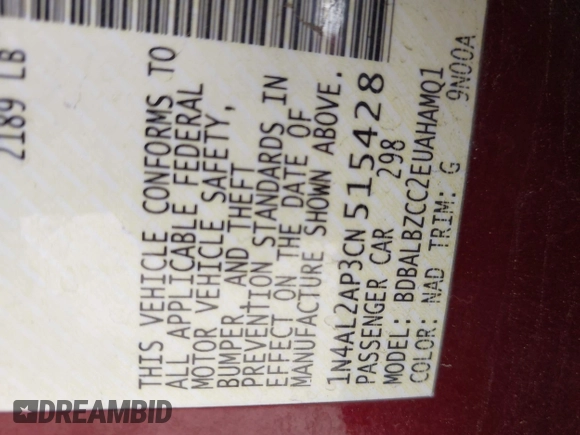 2189 LB
THIS VEHICLE CONFORMS TO
ALL APPLICABLE FEDERAL
MOTOR VEHICLE SAFETY,
BUMPER, AND THEFT
PREVENTION STANDARDS IN
EFFECT ON THE DATE OF
MANUFACTURE SHOWN ABOVE.
1N4AL2AP3CN515428
PASSENGER CAR 298
MODEL: BDBALBZCC2EUAHAMQ1
COLOR: NAD TRIM: G 9N00A
DREAMBID